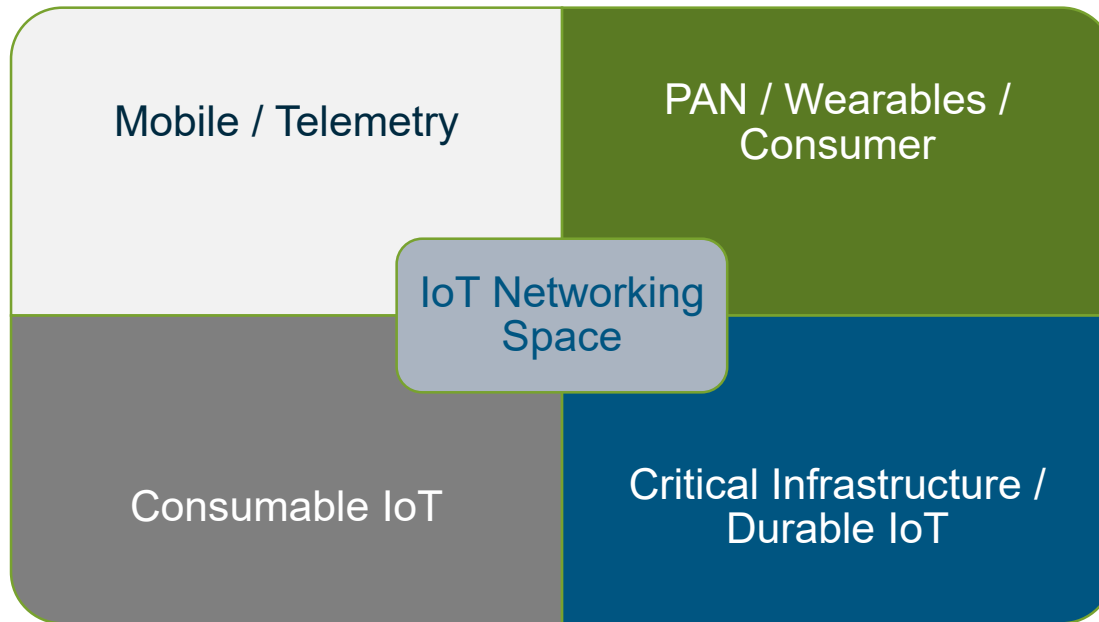 Mobile / Telemetry
PAN / Wearables /
Consumer
IoT Networking
Space
Consumable IoT
Critical Infrastructure /
Durable IoT